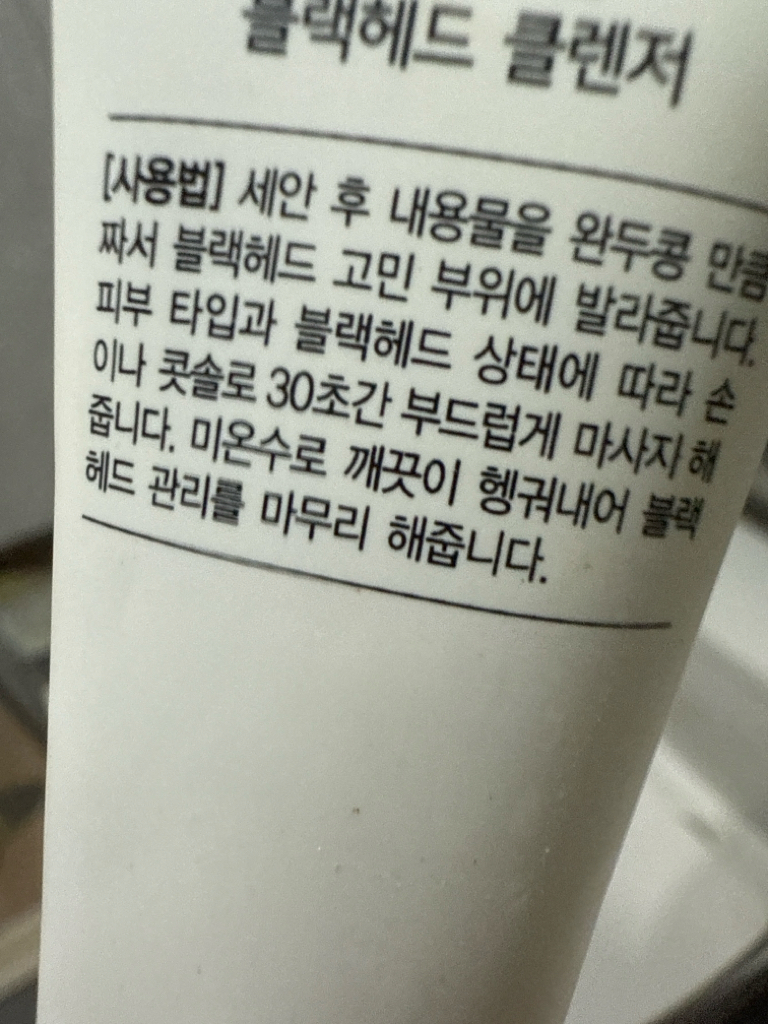 블랙헤드 클렌저
[사용법] 세안 후 내용물을 완두콩 만큼
짜서 블랙헤드 고민 부위에 발라줍니다.
피부 타입과 블랙헤드 상태에 따라 손
이나 콧솔로 30초간 부드럽게 마사지 해
줍니다. 미온수로 깨끗이 헹궈내어 블랙
헤드 관리를 마무리 해줍니다.